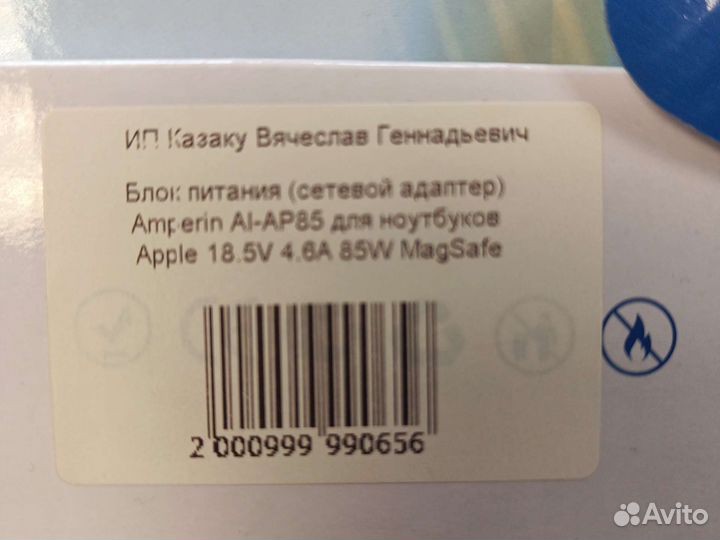 ИП Казаку Вячеслав Геннадьевич
Блок питания (сетевой адаптер)
Amperin AI-AP85 для ноутбуков
Apple 18.5V 4.6A 85W MagSafe
2 000999 990656
Avito